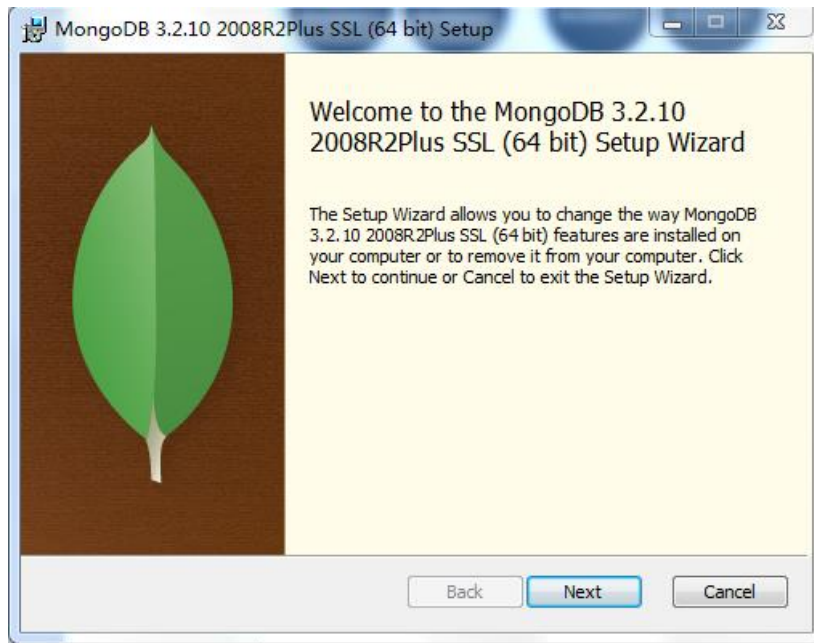 MongoDB 3.2.10 2008R2Plus SSL (64 bit) Setup
Welcome to the MongoDB 3.2.10
2008R2Plus SSL (64 bit) Setup Wizard
The Setup Wizard allows you to change the way MongoDB
3.2.10 2008R2Plus SSL (64 bit) features are installed on
your computer or to remove it from your computer. Click
Next to continue or Cancel to exit the Setup Wizard.
Back Next Cancel